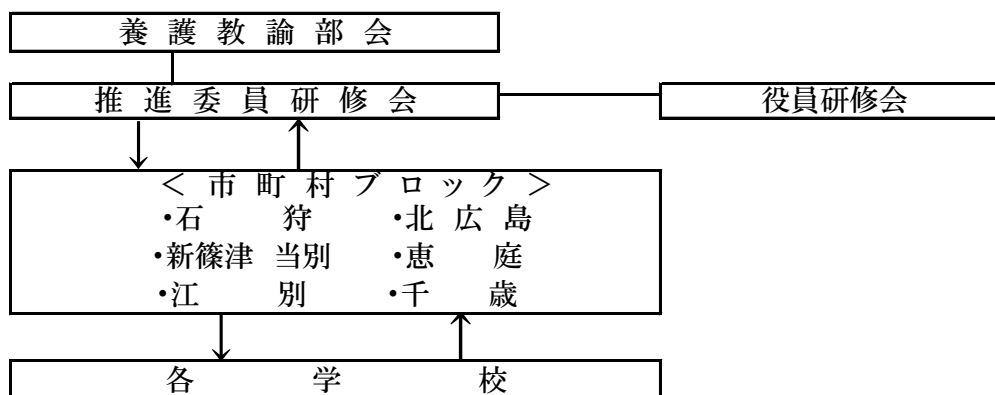 養護教諭部会
推進委員研修会 役員研修会
＜市町村ブロック＞
・石狩 ・北広島
・新篠津 当別 ・恵庭
・江別 ・千歳
各学校